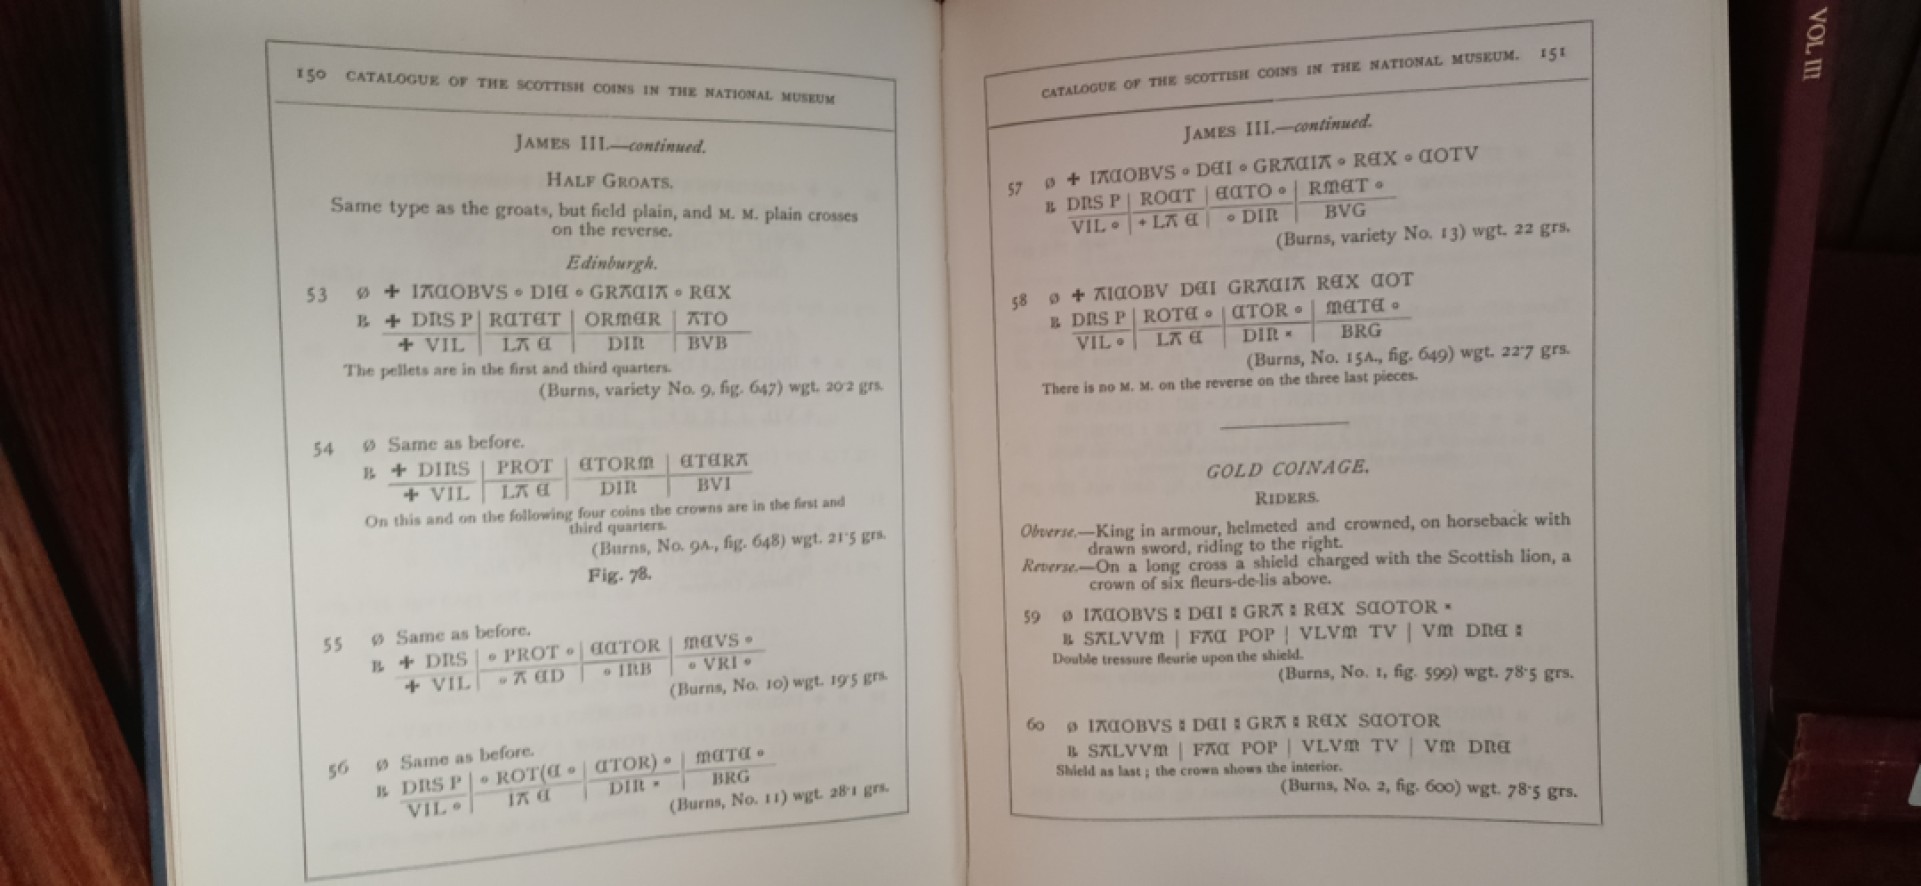 150 CATALOGUE OF THE SCOTTISH COINS IN THE NATIONAL MUSEUM
JAMES III.—continued.
HALF GROATS.
Same type as the groats, but field plain, and M. M. plain crosses
on the reverse.
Edinburgh.
53 Ø + IACOBVS ∘ DIE ∘ GRACIA ∘ REX
℞ + DNS P | RCTET | ORMER | ATO
+ VIL | LA E | DIN | BVB
The pellets are in the first and third quarters.
(Burns, variety No. 9, fig. 647) wgt. 20·2 grs.
54 Ø Same as before.
℞ + DINS | PROT | ETORM | ETERA
+ VIL | LA E | DIN | BVI
On this and on the following four coins the crowns are in the first and
third quarters.
(Burns, No. 9A., fig. 648) wgt. 21·5 grs.
Fig. 78.
55 Ø Same as before.
℞ + DNS | ∘ PROT ∘ | ECTOR | MEVS ∘
+ VIL | ∘ A ED | ∘ INB | ∘ VRI ∘
(Burns, No. 10) wgt. 19·5 grs.
56 Ø Same as before.
℞ DNS P | ∘ ROT(E ∘ | CTOR) ∘ | METE ∘
VIL ∘ | IA E | DIN × | BRG
(Burns, No. 11) wgt. 28·1 grs.
CATALOGUE OF THE SCOTTISH COINS IN THE NATIONAL MUSEUM. 151
JAMES III.—continued.
57 Ø + IACOBVS ∘ DEI ∘ GRACIA ∘ REX ∘ COTV
℞ DNS P | ROCT | ECTO ∘ | RMET ∘
VIL ∘ | + LA E | ∘ DIN | BVG
(Burns, variety No. 13) wgt. 22 grs.
58 Ø + AICOBV DEI GRACIA REX COT
℞ DNS P | ROTE ∘ | CTOR ∘ | METE ∘
VIL ∘ | LA E | DIN × | BRG
(Burns, No. 15A., fig. 649) wgt. 22·7 grs.
There is no M. M. on the reverse on the three last pieces.
GOLD COINAGE.
RIDERS.
Obverse.—King in armour, helmeted and crowned, on horseback with
drawn sword, riding to the right.
Reverse.—On a long cross a shield charged with the Scottish lion, a
crown of six fleurs-de-lis above.
59 Ø IACOBVS : DEI : GRA : REX SCOTOR ×
℞ SALVVM | FAC POP | VLVM TV | VM DNE :
Double tressure fleurie upon the shield.
(Burns, No. 1, fig. 599) wgt. 78·5 grs.
60 Ø IACOBVS : DEI : GRA : REX SCOTOR
℞ SALVVM | FAC POP | VLVM TV | VM DNE
Shield as last; the crown shows the interior.
(Burns, No. 2, fig. 600) wgt. 78·5 grs.
VOL III